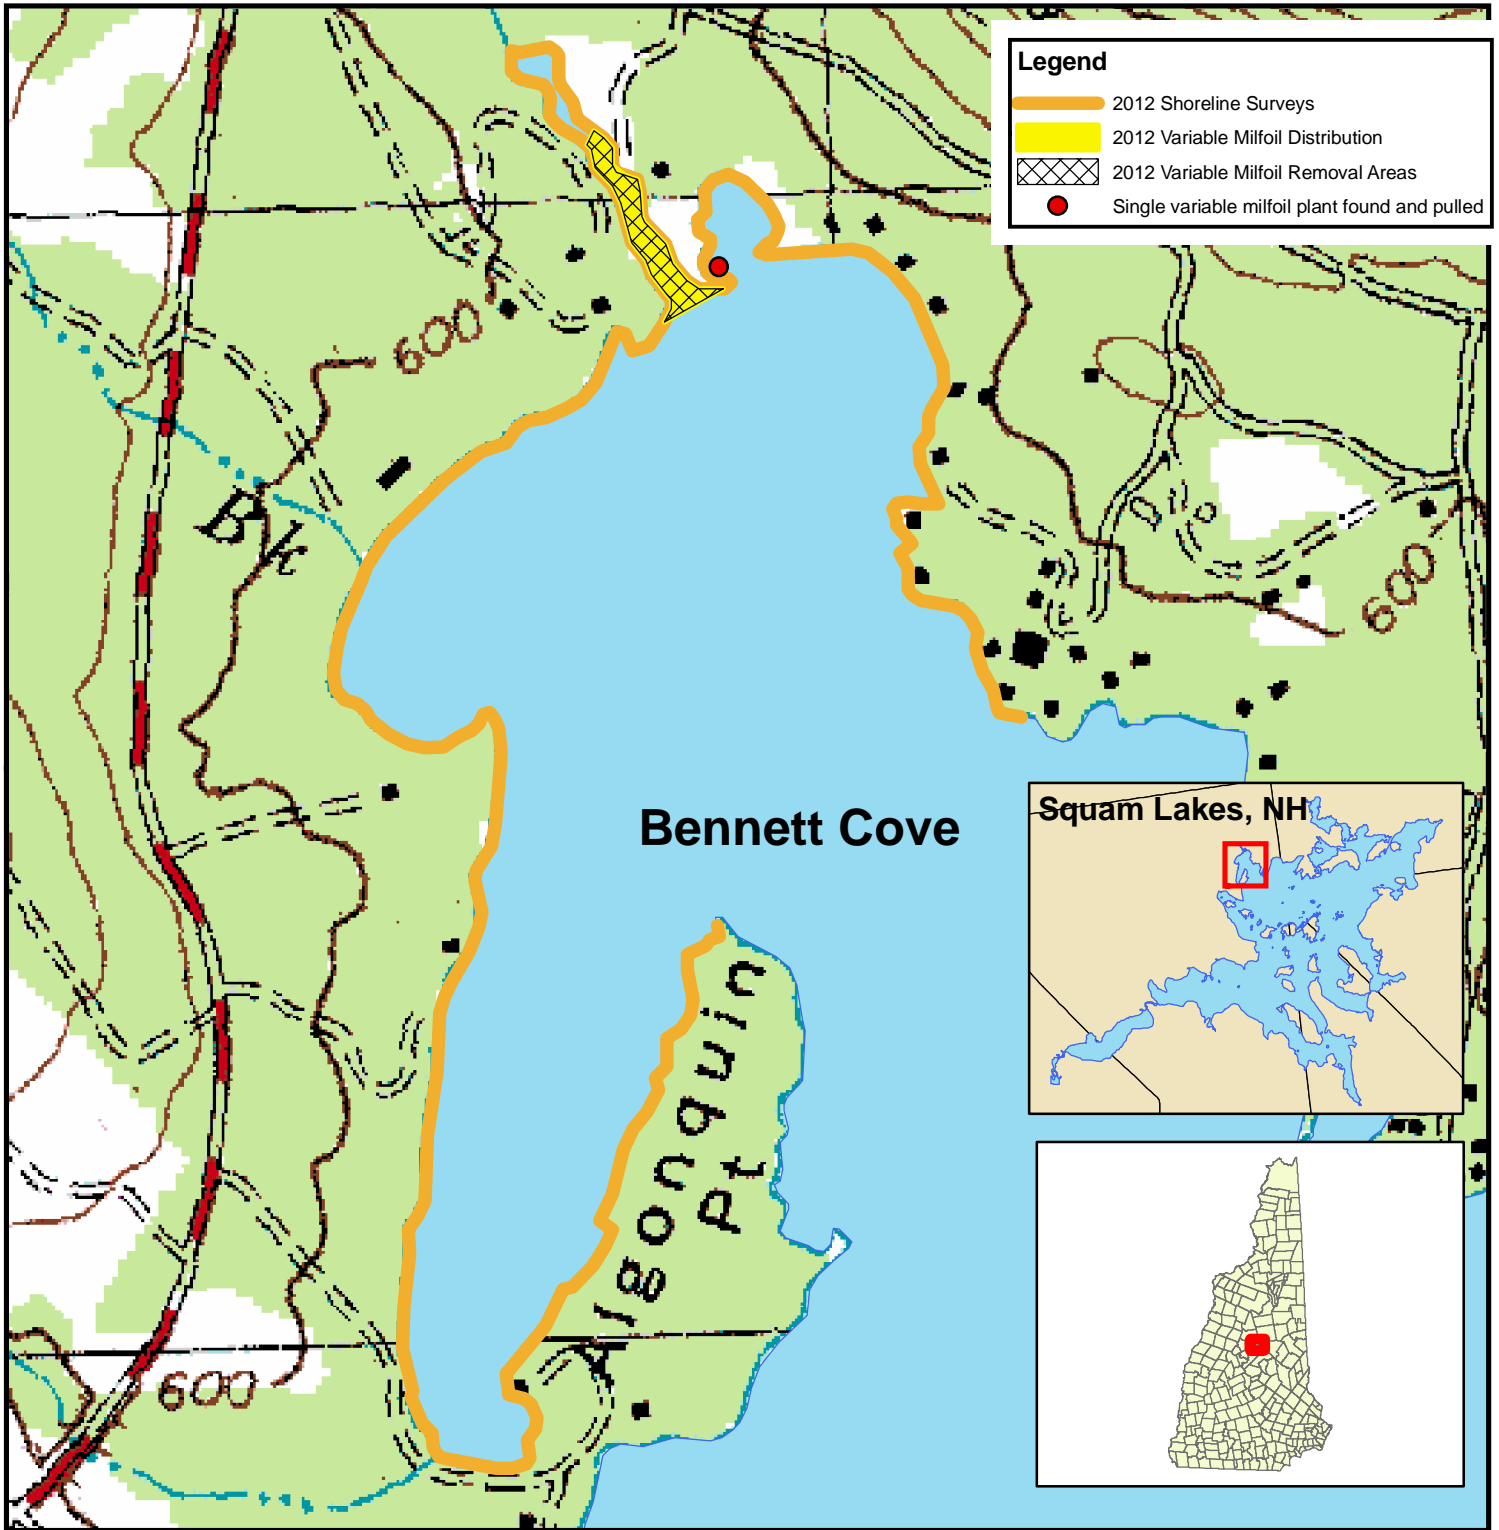 Legend
2012 Shoreline Surveys
2012 Variable Milfoil Distribution
2012 Variable Milfoil Removal Areas
Single variable milfoil plant found and pulled
600
Bk
600
Bennett Cove
Squam Lakes, NH
Algonquin
Pt
600